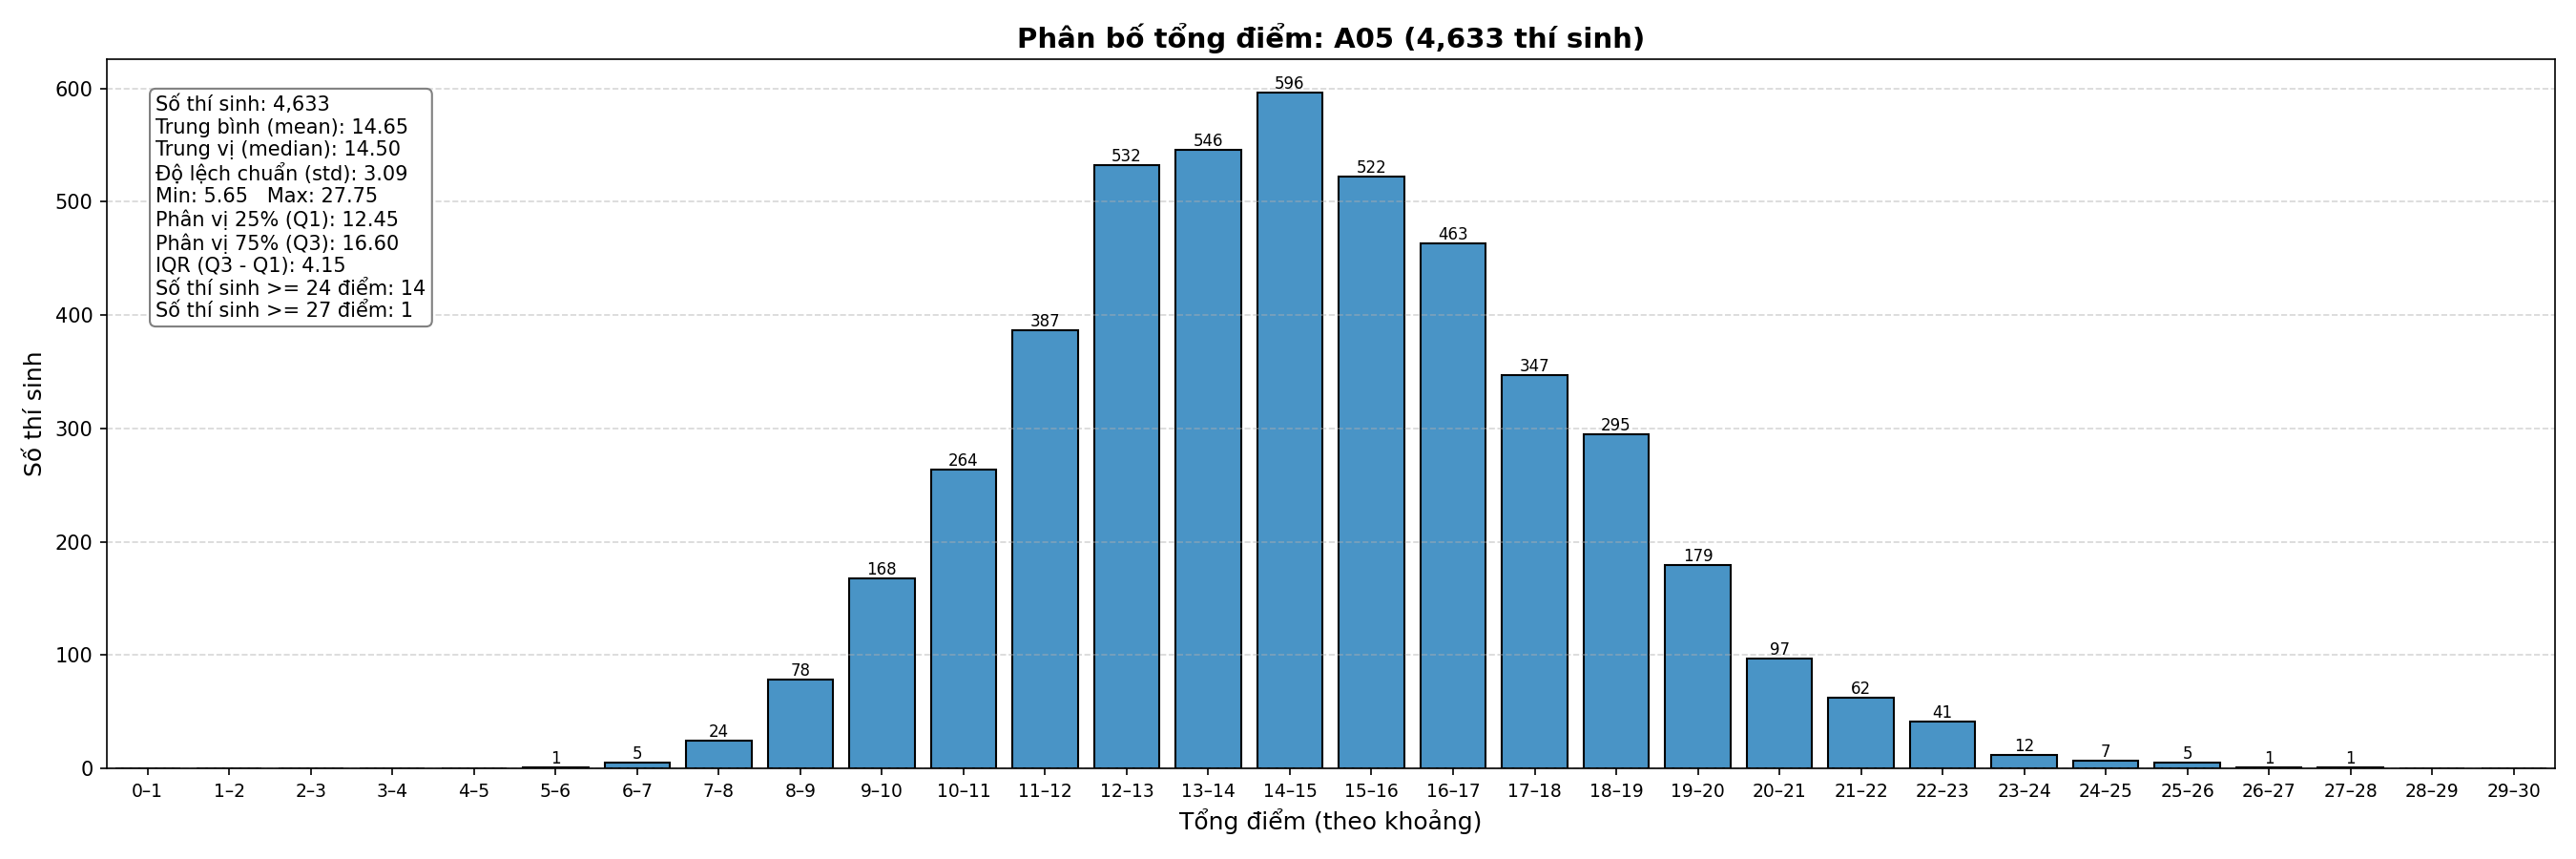 Phân bố tổng điểm: A05 (4,633 thí sinh)
Số thí sinh: 4,633
Trung bình (mean): 14.65
Trung vị (median): 14.50
Độ lệch chuẩn (std): 3.09
Min: 5.65   Max: 27.75
Phân vị 25% (Q1): 12.45
Phân vị 75% (Q3): 16.60
IQR (Q3 - Q1): 4.15
Số thí sinh >= 24 điểm: 14
Số thí sinh >= 27 điểm: 1
Số thí sinh
600
500
400
300
200
100
0
1
5
24
78
168
264
387
532
546
596
522
463
347
295
179
97
62
41
12
7
5
1
1
0–1 1–2 2–3 3–4 4–5 5–6 6–7 7–8 8–9 9–10 10–11 11–12 12–13 13–14 14–15 15–16 16–17 17–18 18–19 19–20 20–21 21–22 22–23 23–24 24–25 25–26 26–27 27–28 28–29 29–30
Tổng điểm (theo khoảng)